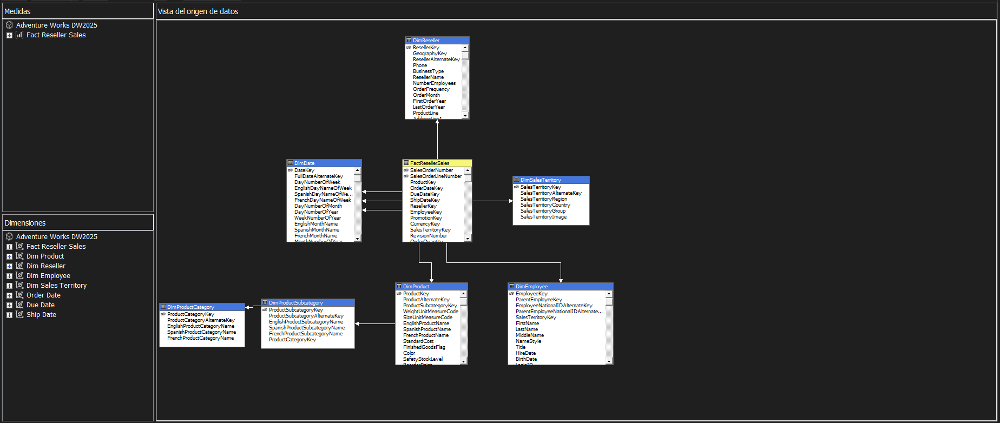 Medidas
Adventure Works DW2025
Fact Reseller Sales
Dimensiones
Adventure Works DW2025
Fact Reseller Sales
Dim Product
Dim Reseller
Dim Employee
Dim Sales Territory
Order Date
Due Date
Ship Date
Vista del origen de datos
DimReseller
ResellerKey
GeographyKey
ResellerAlternateKey
Phone
BusinessType
ResellerName
NumberEmployees
OrderFrequency
OrderMonth
FirstOrderYear
LastOrderYear
ProductLine
AddressLine1
DimDate
DateKey
FullDateAlternateKey
DayNumberOfWeek
EnglishDayNameOfWeek
SpanishDayNameOfWe...
FrenchDayNameOfWeek
DayNumberOfMonth
DayNumberOfYear
WeekNumberOfYear
EnglishMonthName
SpanishMonthName
FrenchMonthName
MonthNumberOfYear
FactResellerSales
SalesOrderNumber
SalesOrderLineNumber
ProductKey
OrderDateKey
DueDateKey
ShipDateKey
ResellerKey
EmployeeKey
PromotionKey
CurrencyKey
SalesTerritoryKey
RevisionNumber
OrderQuantity
DimSalesTerritory
SalesTerritoryKey
SalesTerritoryAlternateKey
SalesTerritoryRegion
SalesTerritoryCountry
SalesTerritoryGroup
SalesTerritoryImage
DimProductCategory
ProductCategoryKey
ProductCategoryAlternateKey
EnglishProductCategoryName
SpanishProductCategoryName
FrenchProductCategoryName
DimProductSubcategory
ProductSubcategoryKey
ProductSubcategoryAlternateKey
EnglishProductSubcategoryName
SpanishProductSubcategoryName
FrenchProductSubcategoryName
ProductCategoryKey
DimProduct
ProductKey
ProductAlternateKey
ProductSubcategoryKey
WeightUnitMeasureCode
SizeUnitMeasureCode
EnglishProductName
SpanishProductName
FrenchProductName
StandardCost
FinishedGoodsFlag
Color
SafetyStockLevel
ReorderPoint
DimEmployee
EmployeeKey
ParentEmployeeKey
EmployeeNationalIDAlternateKey
ParentEmployeeNationalIDAlternate...
SalesTerritoryKey
FirstName
LastName
MiddleName
NameStyle
Title
HireDate
BirthDate
LoginID